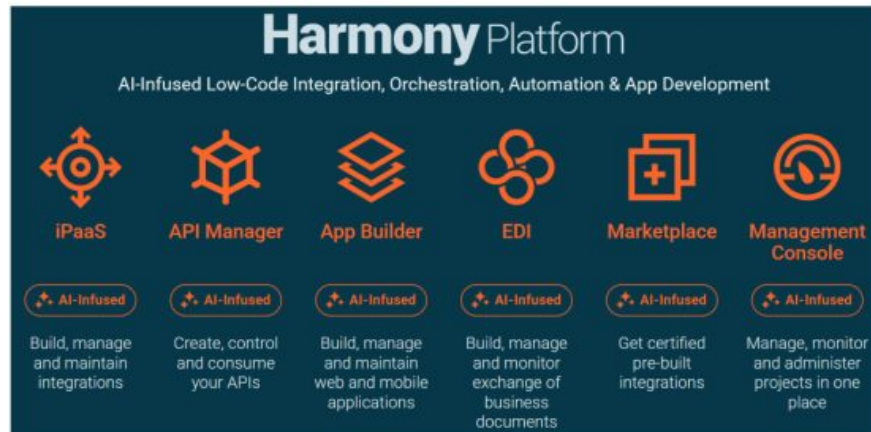 Harmony Platform
AI-Infused Low-Code Integration, Orchestration, Automation & App Development
iPaaS
AI-Infused
Build, manage
and maintain
integrations
API Manager
AI-Infused
Create, control
and consume
your APIs
App Builder
AI-Infused
Build, manage
and maintain
web and mobile
applications
EDI
AI-Infused
Build, manage
and monitor
exchange of
business
documents
Marketplace
AI-Infused
Get certified
pre-built
integrations
Management
Console
AI-Infused
Manage, monitor
and administer
projects in one
place